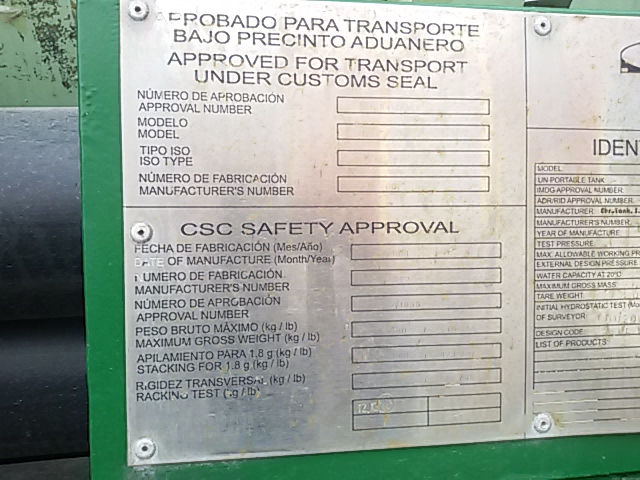 APROBADO PARA TRANSPORTE
BAJO PRECINTO ADUANERO
APPROVED FOR TRANSPORT
UNDER CUSTOMS SEAL
NÚMERO DE APROBACIÓN
APPROVAL NUMBER
MODELO
MODEL
TIPO ISO
ISO TYPE
NÚMERO DE FABRICACIÓN
MANUFACTURER'S NUMBER
CSC SAFETY APPROVAL
FECHA DE FABRICACIÓN (Mes/Año)
DATE OF MANUFACTURE (Month/Year)
NUMERO DE FABRICACIÓN
MANUFACTURER'S NUMBER
NÚMERO DE APROBACIÓN
APPROVAL NUMBER
PESO BRUTO MÁXIMO (kg / lb)
MAXIMUM GROSS WEIGHT (kg / lb)
APILAMIENTO PARA 1,8 g (kg / lb)
STACKING FOR 1.8 g (kg / lb)
RIGIDEZ TRANSVERSAL (kg / lb)
RACKING TEST (kg / lb)
IDENT
MODEL
UN PORTABLE TANK
IMDG APPROVAL NUMBER
ADR/RID APPROVAL NUMBER
MANUFACTURER
MANUFACTURER'S NUMBER
YEAR OF MANUFACTURE
TEST PRESSURE
MAX. ALLOWABLE WORKING PR
EXTERNAL DESIGN PRESSURE
WATER CAPACITY AT 20ºC
MAXIMUM GROSS MASS
TARE WEIGHT
INITIAL HYDROSTATIC TEST (Mo
OF SURVEYOR
DESIGN CODE
LIST OF PRODUCTS